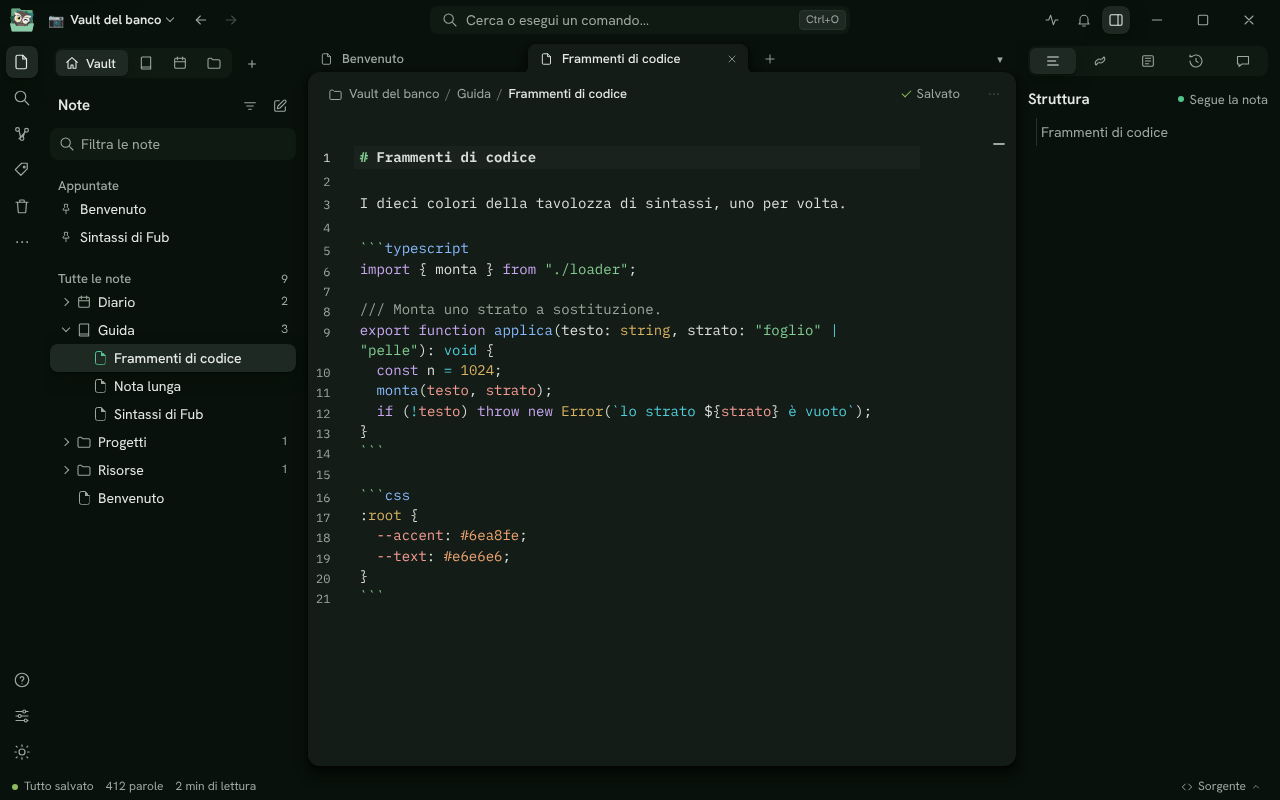 Vault del banco
Cerca o esegui un comando…
Ctrl+O
Vault
Benvenuto
Frammenti di codice
Note
Filtra le note
Appuntate
Benvenuto
Sintassi di Fub
Tutte le note 9
Diario 2
Guida 3
Frammenti di codice
Nota lunga
Sintassi di Fub
Progetti 1
Risorse 1
Benvenuto
Vault del banco / Guida / Frammenti di codice
Salvato
1 # Frammenti di codice
2
3 I dieci colori della tavolozza di sintassi, uno per volta.
4
5 ```typescript
6 import { monta } from "./loader";
7
8 /// Monta uno strato a sostituzione.
9 export function applica(testo: string, strato: "foglio" |
"pelle"): void {
10   const n = 1024;
11   monta(testo, strato);
12   if (!testo) throw new Error(`lo strato ${strato} è vuoto`);
13 }
14 ```
15
16 ```css
17 :root {
18   --accent: #6ea8fe;
19   --text: #e6e6e6;
20 }
21 ```
Struttura
Segue la nota
Frammenti di codice
Tutto salvato 412 parole 2 min di lettura
Sorgente